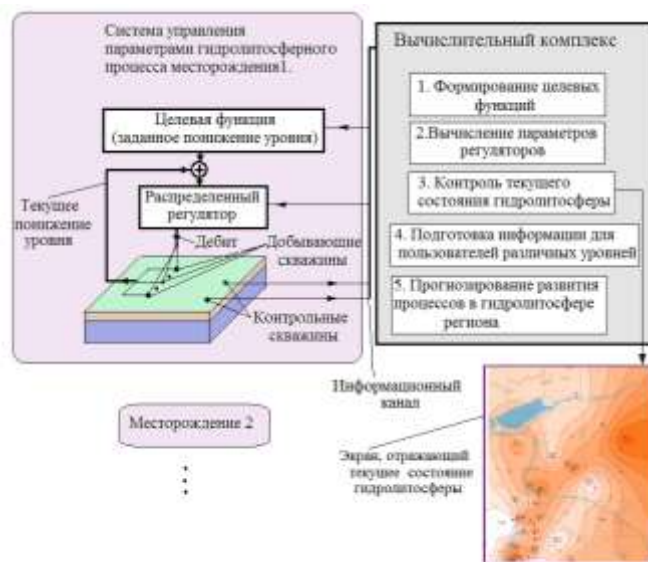 Система управления
параметрами гидролитосферного
процесса месторождения1.
Целевая функция
(заданное понижение уровня)
Распределенный
регулятор
Текущее
понижение
уровня
Дебит
Добывающие
скважины
Контрольные
скважины
Месторождение 2
Вычислительный комплекс
1. Формирование целевых
функций
2.Вычисление параметров
регуляторов
3. Контроль текущего
состояния гидролитосферы
4. Подготовка информации для
пользователей различных уровней
5. Прогнозирование развития
процессов в гидролитосфере
региона
Информационный
канал
Экран, отражающий
текущее состояние
гидролитосферы